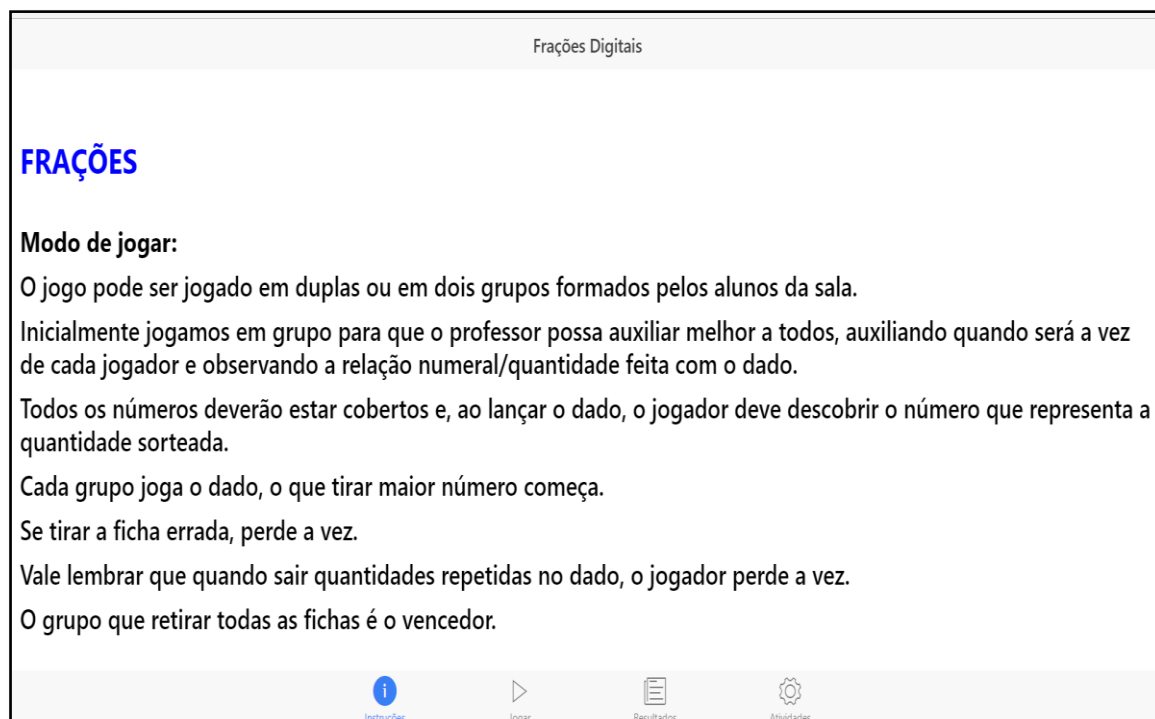 Frações Digitais
FRAÇÕES
Modo de jogar:
O jogo pode ser jogado em duplas ou em dois grupos formados pelos alunos da sala.
Inicialmente jogamos em grupo para que o professor possa auxiliar melhor a todos, auxiliando quando será a vez
de cada jogador e observando a relação numeral/quantidade feita com o dado.
Todos os números deverão estar cobertos e, ao lançar o dado, o jogador deve descobrir o número que representa a
quantidade sorteada.
Cada grupo joga o dado, o que tirar maior número começa.
Se tirar a ficha errada, perde a vez.
Vale lembrar que quando sair quantidades repetidas no dado, o jogador perde a vez.
O grupo que retirar todas as fichas é o vencedor.
Instruções Jogar Resultados Atividades